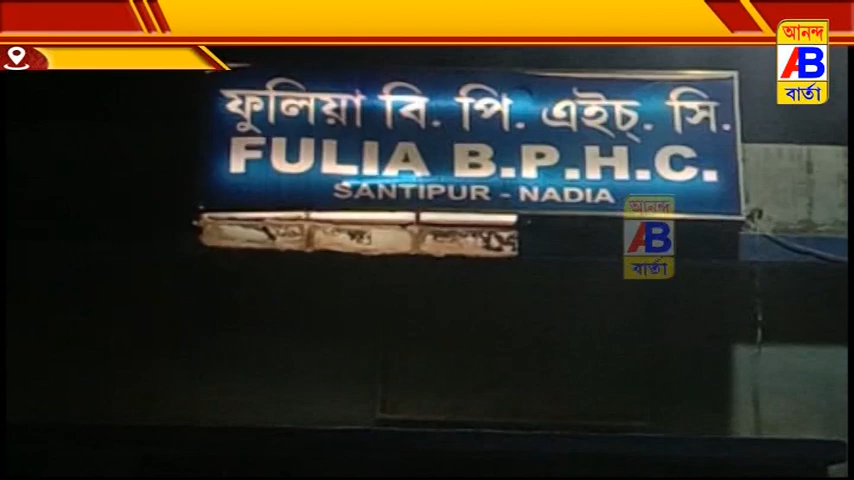 আনন্দ
AB
বার্তা
ফুলিয়া বি. পি. এইচ্. সি.
FULIA B.P.H.C.
SANTIPUR - NADIA
আনন্দ
AB
বার্তা